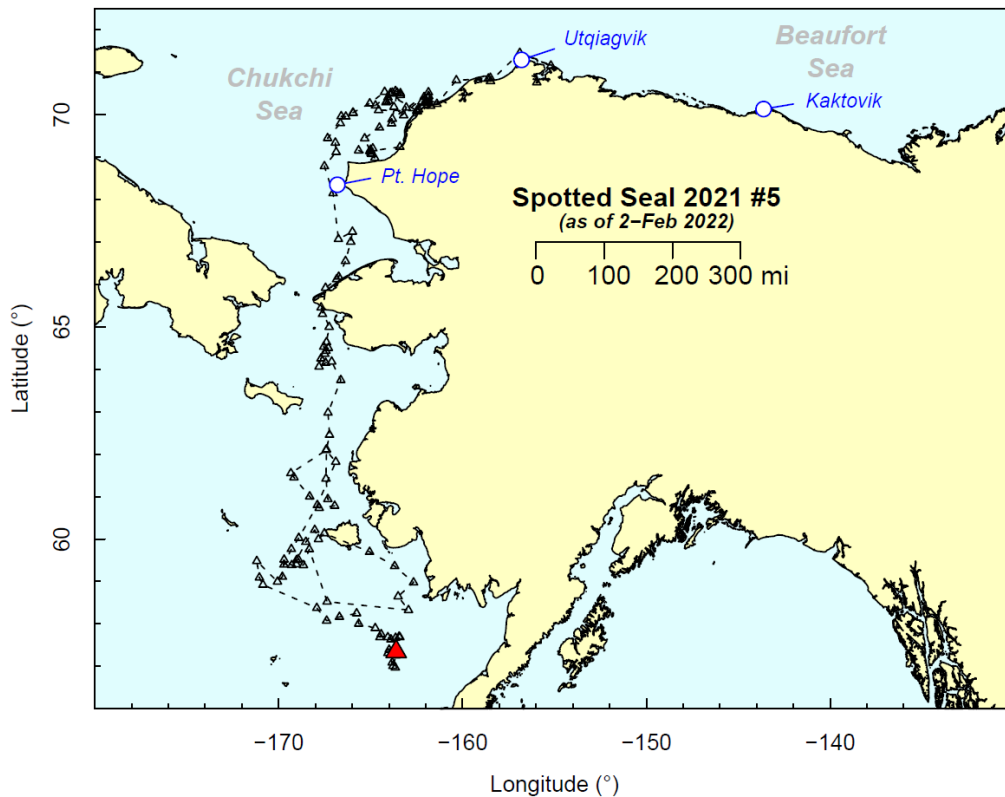 Utqiagvik
Beaufort
Sea
Chukchi
Sea
Kaktovik
Pt. Hope
Spotted Seal 2021 #5
(as of 2−Feb 2022)
0 100 200 300 mi
70
65
60
Latitude (°)
−170 −160 −150 −140
Longitude (°)